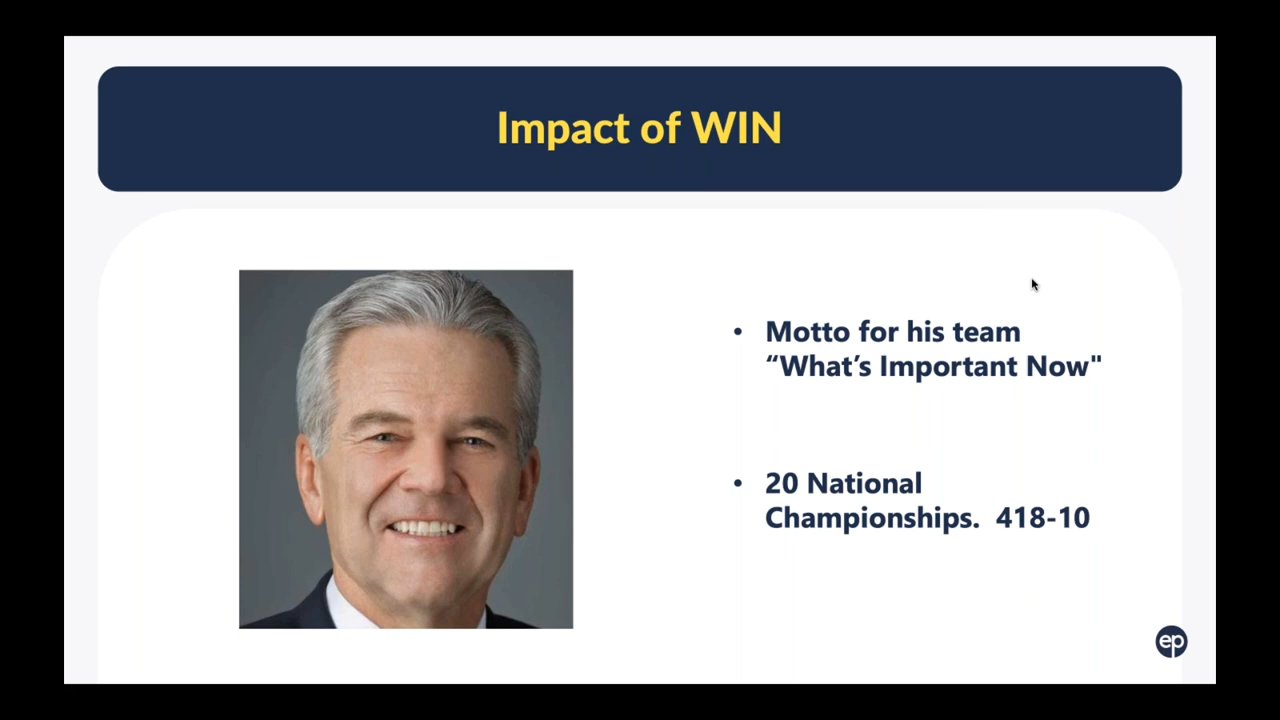 Impact of WIN
• Motto for his team
“What’s Important Now"
• 20 National
Championships. 418-10
ep